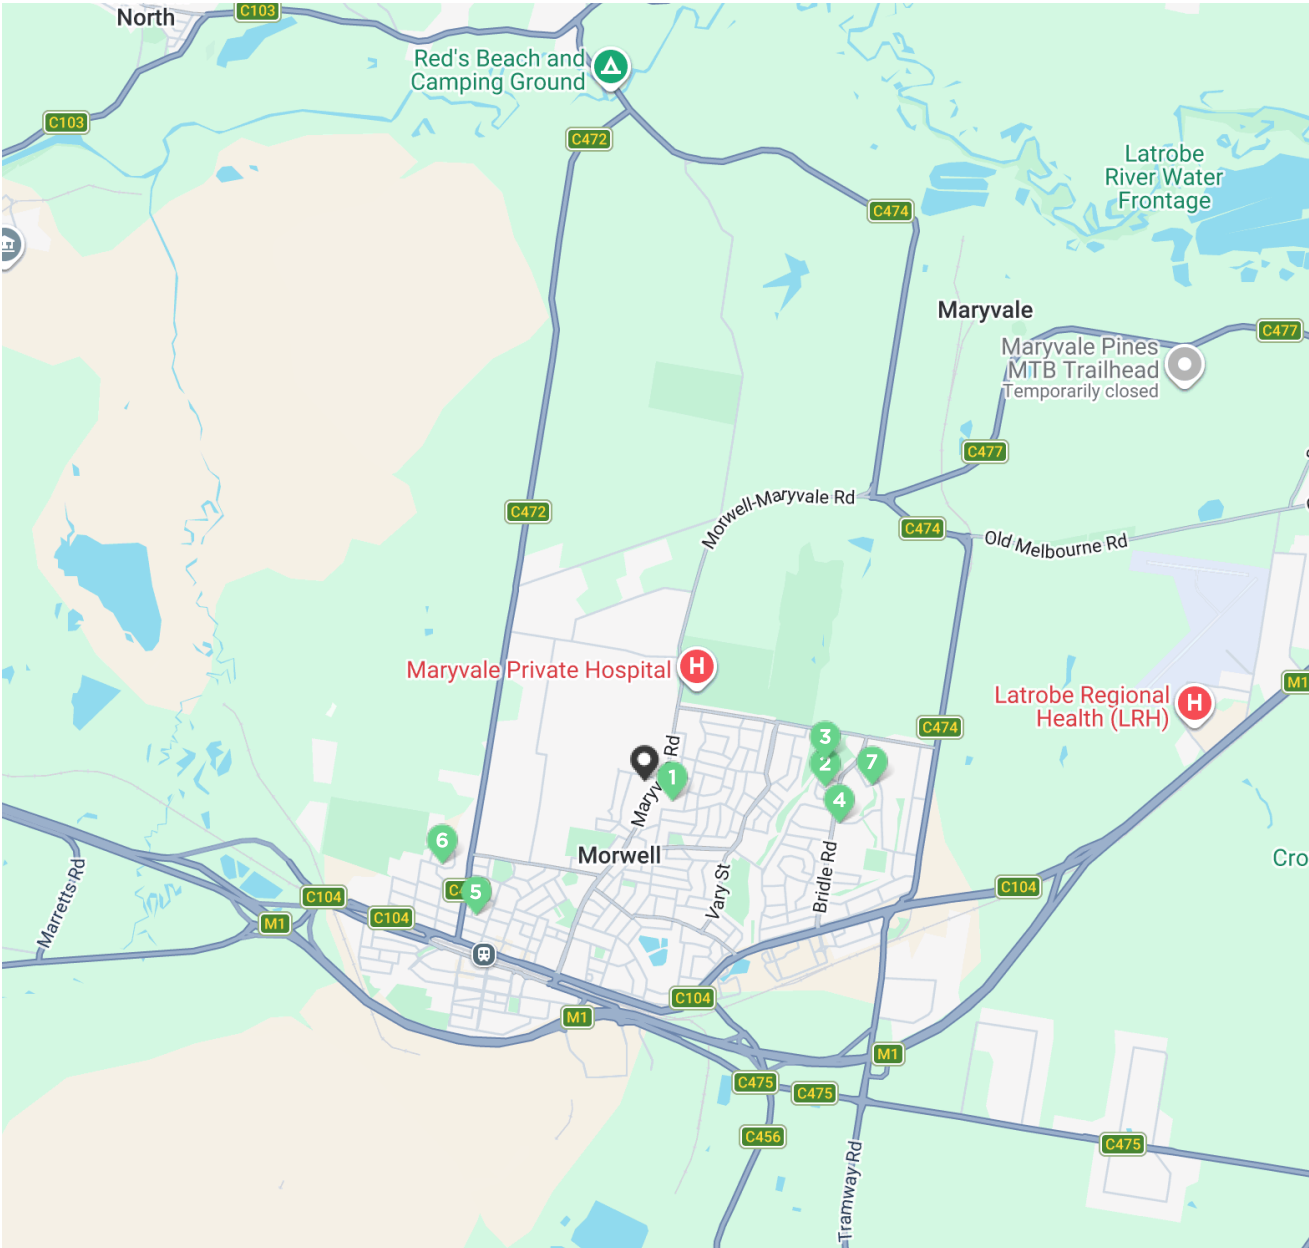 North
C103
Red's Beach and
Camping Ground
C103
C472
Latrobe
River Water
Frontage
C474
Maryvale
C477
Maryvale Pines
MTB Trailhead
Temporarily closed
C477
Morwell-Maryvale Rd
C472
C474
Old Melbourne Rd
Maryvale Private Hospital
H
Latrobe Regional
Health (LRH)
H
M1
C474
3
2
7
1
4
Maryv
Rd
6
Morwell
Cro
5
C4
Vary St
Bridle Rd
C104
C104
C104
Marretts Rd
M1
C104
M1
M1
C475
C475
C456
C475
Tramway Rd